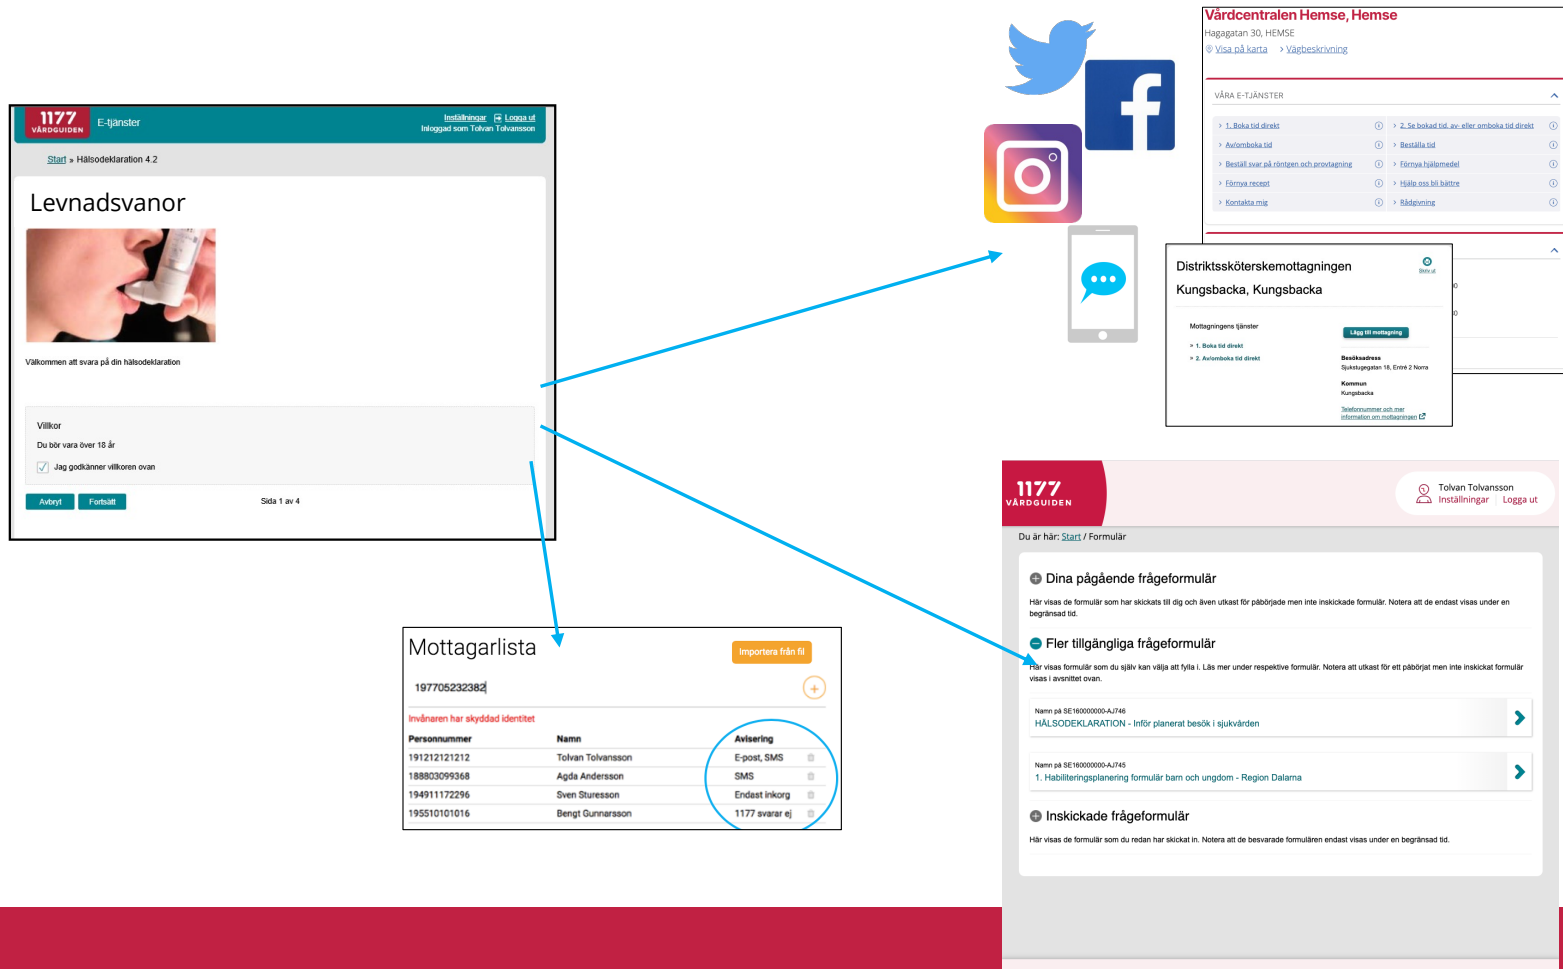 1177
VÅRDGUIDEN
E-tjänster
Inställningar Logga ut
Inloggad som Tolvan Tolvansson
Start » Hälsodeklaration 4.2
Levnadsvanor
Välkommen att svara på din hälsodeklaration
Villkor
Du bör vara över 18 år
Jag godkänner villkoren ovan
Avbryt
Fortsätt
Sida 1 av 4
Mottagarlista
Importera från fil
197705232382
Invånaren har skyddad identitet
Personnummer Namn Avisering
191212121212 Tolvan Tolvansson E-post, SMS
188803099368 Agda Andersson SMS
194911172296 Sven Sturesson Endast inkorg
195510101016 Bengt Gunnarsson 1177 svarar ej
Vårdcentralen Hemse, Hemse
Hagagatan 30, HEMSE
Visa på karta › Vägbeskrivning
VÅRA E-TJÄNSTER
› 1. Boka tid direkt
› 2. Se bokad tid, av- eller omboka tid direkt
› Av/omboka tid
› Beställa tid
› Beställ svar på röntgen och provtagning
› Förnya hjälpmedel
› Förnya recept
› Hjälp oss bli bättre
› Kontakta mig
› Rådgivning
Distriktssköterskemottagningen
Kungsbacka, Kungsbacka
Skriv ut
Mottagningens tjänster
Lägg till mottagning
» 1. Boka tid direkt
» 2. Av/omboka tid direkt
Besöksadress
Sjukstugegatan 18, Entré 2 Norra
Kommun
Kungsbacka
Telefonnummer och mer
information om mottagningen
1177
VÅRDGUIDEN
Tolvan Tolvansson
Inställningar | Logga ut
Du är här: Start / Formulär
Dina pågående frågeformulär
Här visas de formulär som har skickats till dig och även utkast för påbörjade men inte inskickade formulär. Notera att de endast visas under en
begränsad tid.
Fler tillgängliga frågeformulär
Här visas formulär som du själv kan välja att fylla i. Läs mer under respektive formulär. Notera att utkast för ett påbörjat men inte inskickat formulär
visas i avsnittet ovan.
Namn på SE160000000-AJ746
HÄLSODEKLARATION - Inför planerat besök i sjukvården
Namn på SE160000000-AJ745
1. Habiliteringsplanering formulär barn och ungdom - Region Dalarna
Inskickade frågeformulär
Här visas de formulär som du redan har skickat in. Notera att de besvarade formulären endast visas under en begränsad tid.